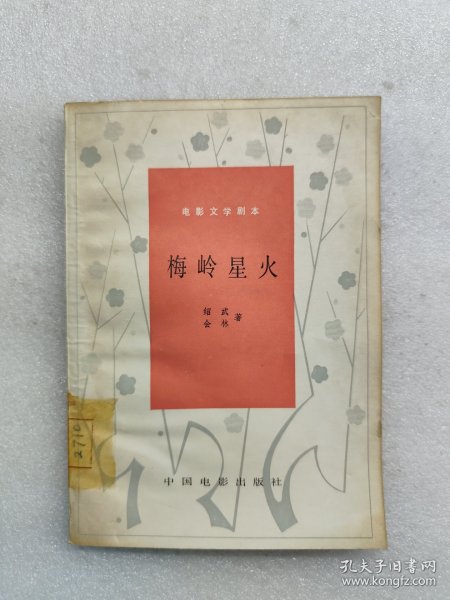 电影文学剧本
梅岭星火
绍武
会林
著
中国电影出版社
2710
孔夫子旧书网
www.kongfz.com